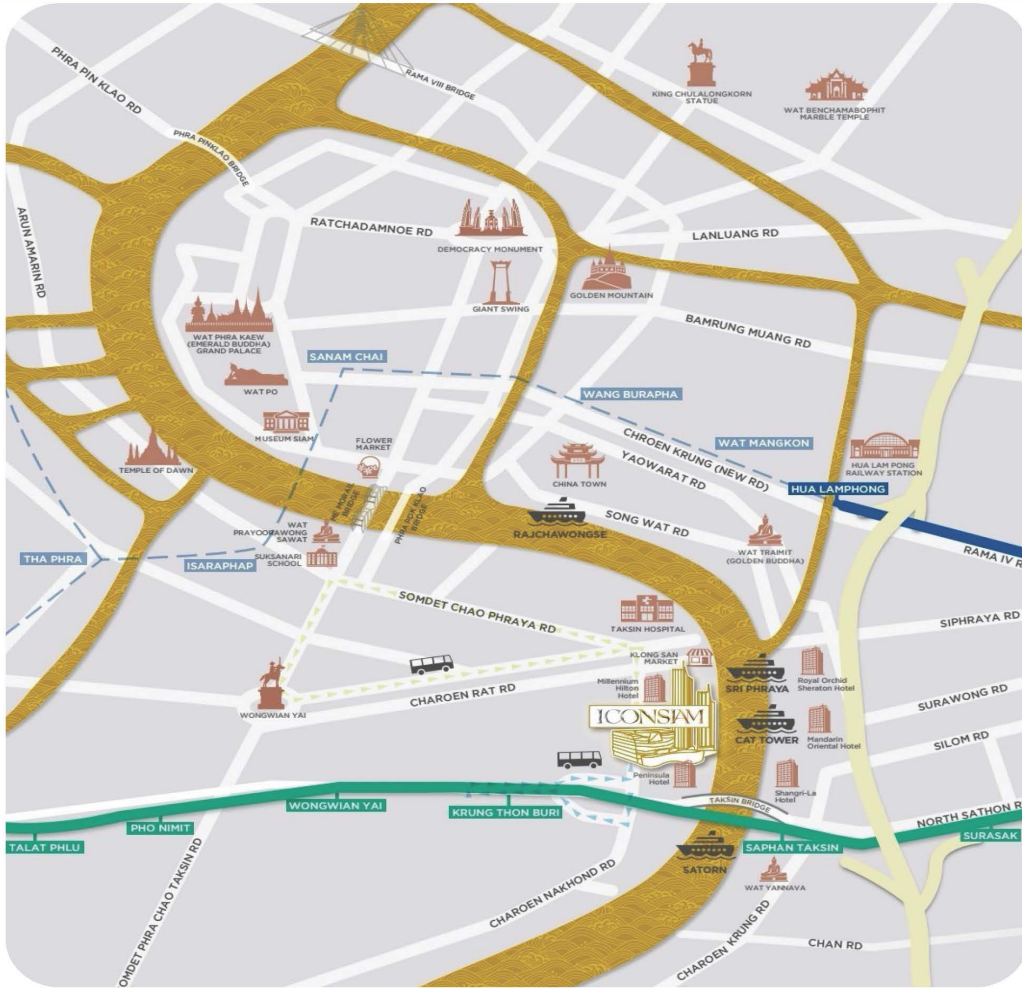 PHRA PIN KLAO RD
RAMA VIII BRIDGE
KING CHULALONGKORN
STATUE
WAT BENCHAMABOPHIT
MARBLE TEMPLE
PHRA PINKLAO BRIDGE
ARUN AMARIN RD
RATCHADAMNOE RD
DEMOCRACY MONUMENT
LANLUANG RD
GIANT SWING
GOLDEN MOUNTAIN
WAT PHRA KAEW
(EMERALD BUDDHA)
GRAND PALACE
BAMRUNG MUANG RD
SANAM CHAI
WAT PO
WANG BURAPHA
MUSEUM SIAM
FLOWER
MARKET
CHROEN KRUNG (NEW RD)
WAT MANGKON
YAOWARAT RD
HUA LAM PONG
RAILWAY STATION
TEMPLE OF DAWN
CHINA TOWN
HUA LAMPHONG
BRIDGE
BRIDGE
RAJCHAWONGSE
SONG WAT RD
WAT
SAWAT
SUKSANARI
SCHOOL
WAT TRAIMIT
(GOLDEN BUDDHA)
RAMA IV R
THA PHRA
ISARAPHAP
SOMDET CHAO PHRAYA RD
TAKSIN HOSPITAL
SIPHRAYA RD
KLONG SAN
MARKET
Millennium
Hilton
Hotel
SRI PHRAYA
Royal Orchid
Sheraton Hotel
WONGWIAN YAI
CHAROEN RAT RD
ICONSIAM
SURAWONG RD
CAT TOWER
Mandarin
Oriental Hotel
SILOM RD
Peninsula
Hotel
Shangri-La
Hotel
TAKSIN BRIDGE
WONGWIAN YAI
KRUNG THON BURI
NORTH SATHON R
PHO NIMIT
TALAT PHLU
SAPHAN TAKSIN
SURASAK
SATORN
WAT YANNAVA
OMDET PHRA CHAO TAKSIN RD
CHAROEN NAKHOND RD
CHAROEN KRUNG RD
CHAN RD